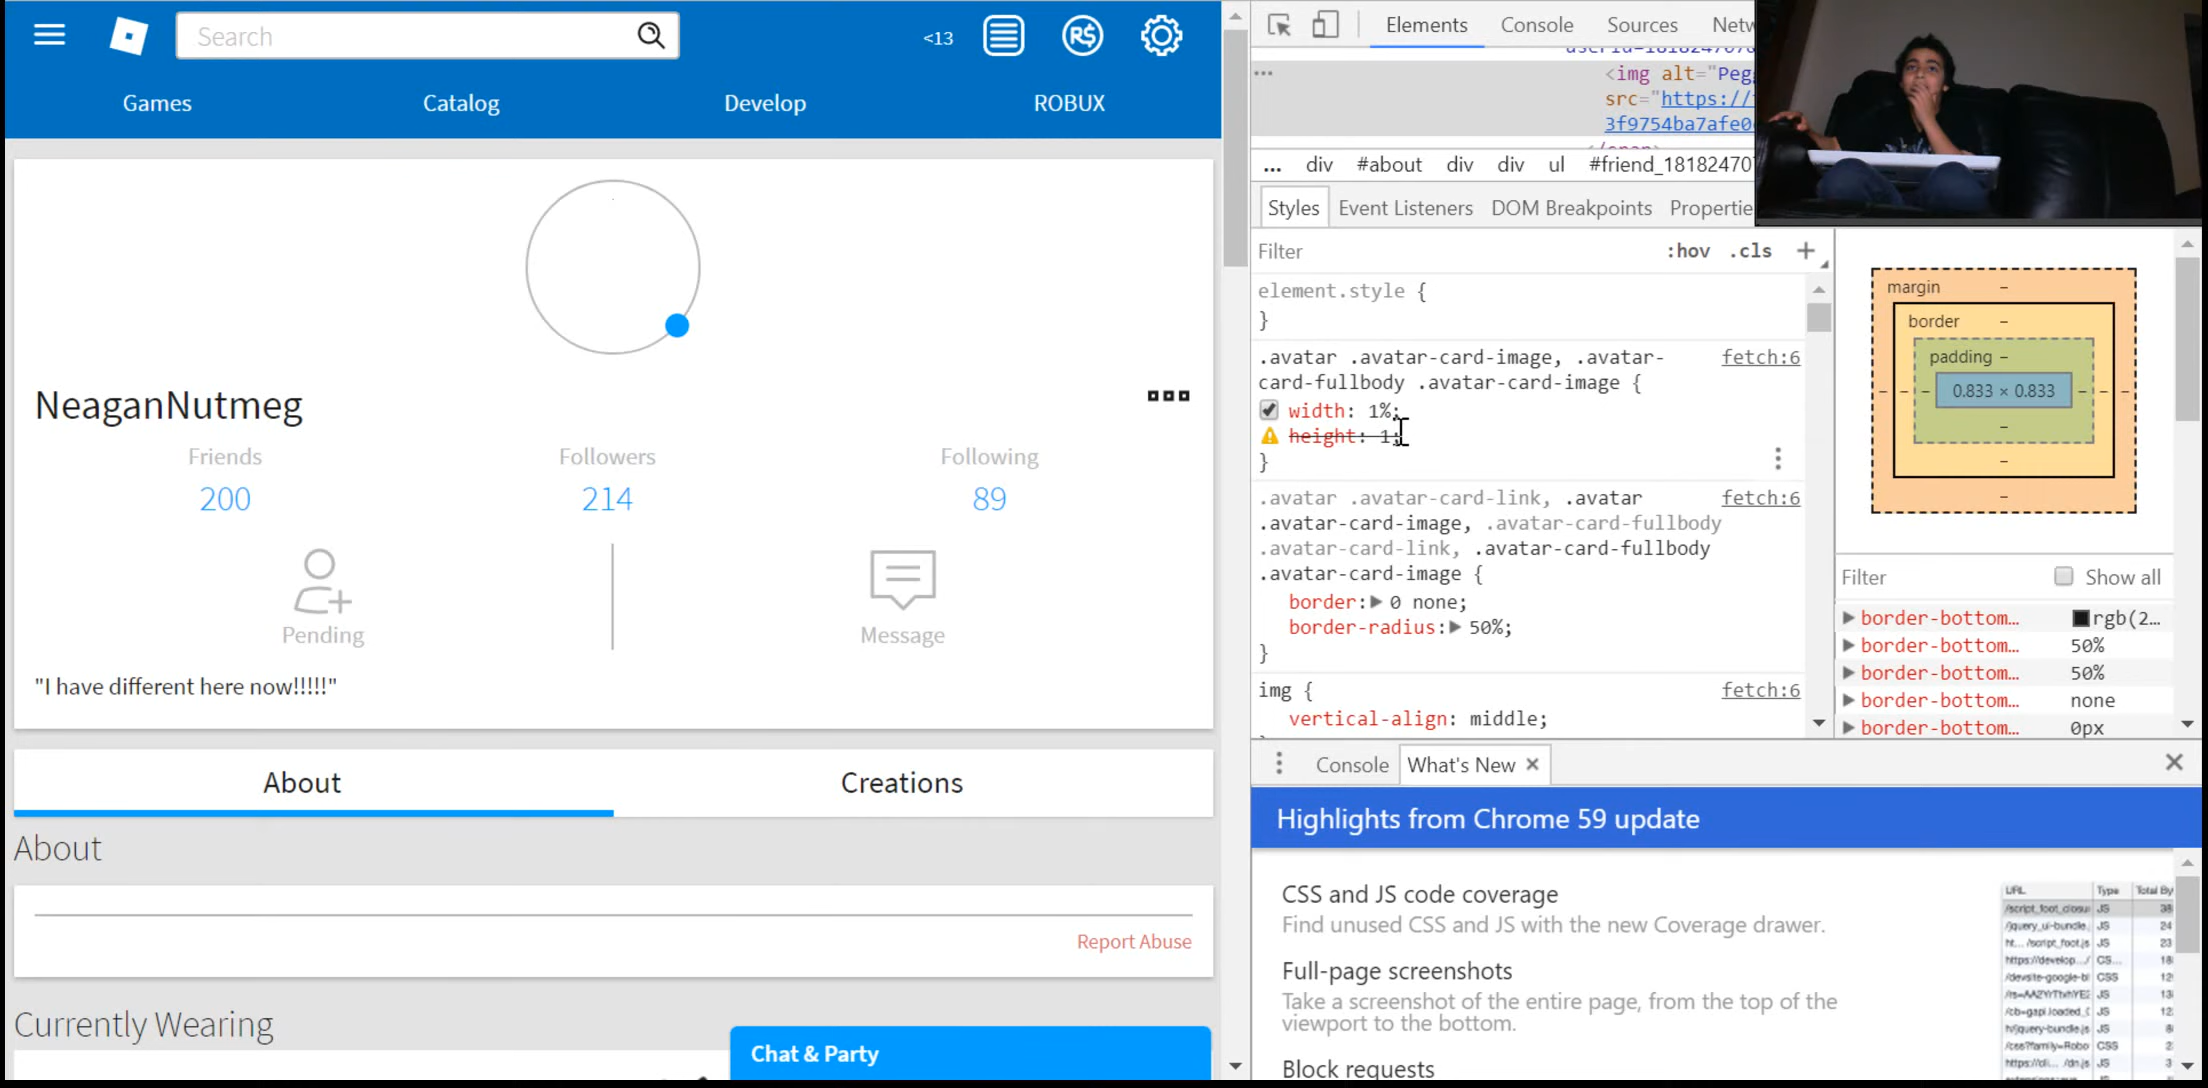 Search
<13
R$
Games
Catalog
Develop
ROBUX
NeaganNutmeg
Friends
Followers
Following
200
214
89
Pending
Message
"I have different here now!!!!!"
About
Creations
About
Report Abuse
Currently Wearing
Chat & Party
Elements
Console
Sources
<img alt="Peg
src="https://
3f9754ba7afe0
...
div
#about
div
div
ul
#friend_18182470
Styles
Event Listeners
DOM Breakpoints
Propertie
Filter
:hov
.cls
+
element.style {
}
.avatar .avatar-card-image, .avatar-
card-fullbody .avatar-card-image {
fetch:6
width: 1%;
height: 1;
}
.avatar .avatar-card-link, .avatar
fetch:6
.avatar-card-image, .avatar-card-fullbody
.avatar-card-link, .avatar-card-fullbody
.avatar-card-image {
border: 0 none;
border-radius: 50%;
}
img {
fetch:6
vertical-align: middle;
margin -
border -
padding -
0.833 × 0.833
Filter
Show all
border-bottom…
rgb(2…
border-bottom…
50%
border-bottom…
50%
border-bottom…
none
border-bottom…
0px
Console
What's New
Highlights from Chrome 59 update
CSS and JS code coverage
Find unused CSS and JS with the new Coverage drawer.
Full-page screenshots
Take a screenshot of the entire page, from the top of the
viewport to the bottom.
Block requests
URL
Type
Total By